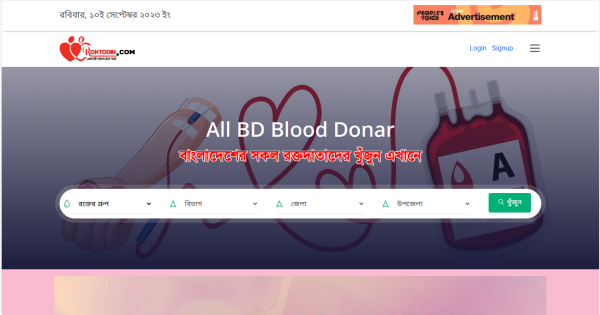 রবিবার, ১০ই সেপ্টেম্বর ২০২৩ ইং
PEOPLE'S VOICE Advertisement
ROKTODIN.COM
Login Signup
All BD Blood Donar
বাংলাদেশের সকল রক্তদাতাদের খুঁজুন এখানে
রক্তের গ্রুপ বিভাগ জেলা উপজেলা খুঁজুন
A